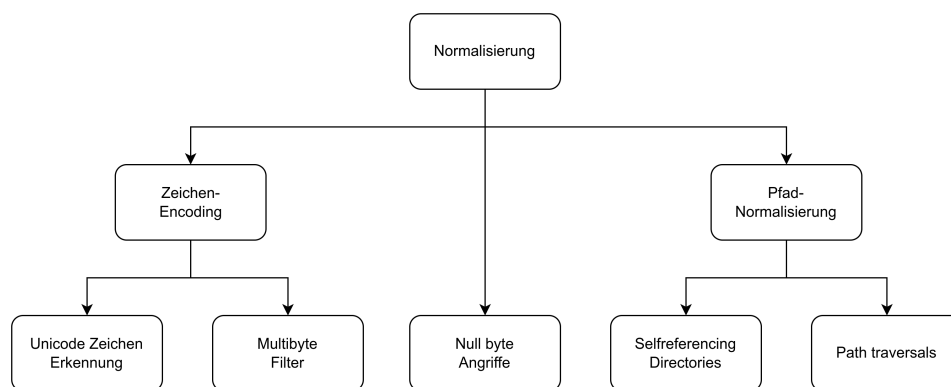 Normalisierung
Zeichen-
Encoding
Pfad-
Normalisierung
Unicode Zeichen
Erkennung
Multibyte
Filter
Null byte
Angriffe
Selfreferencing
Directories
Path traversals